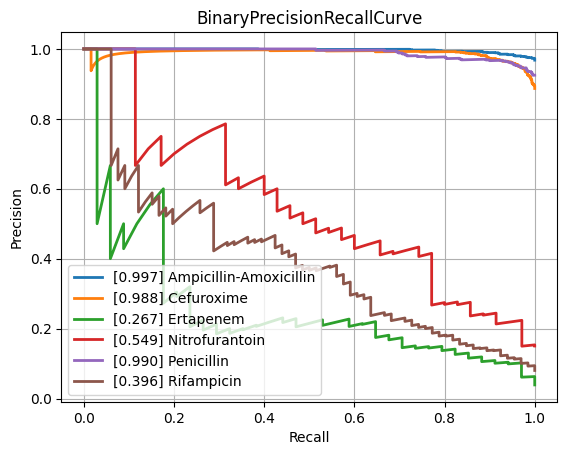 BinaryPrecisionRecallCurve
Precision
1.0
0.8
0.6
0.4
0.2
0.0
[0.997] Ampicillin-Amoxicillin
[0.988] Cefuroxime
[0.267] Ertapenem
[0.549] Nitrofurantoin
[0.990] Penicillin
[0.396] Rifampicin
0.0 0.2 0.4 0.6 0.8 1.0
Recall